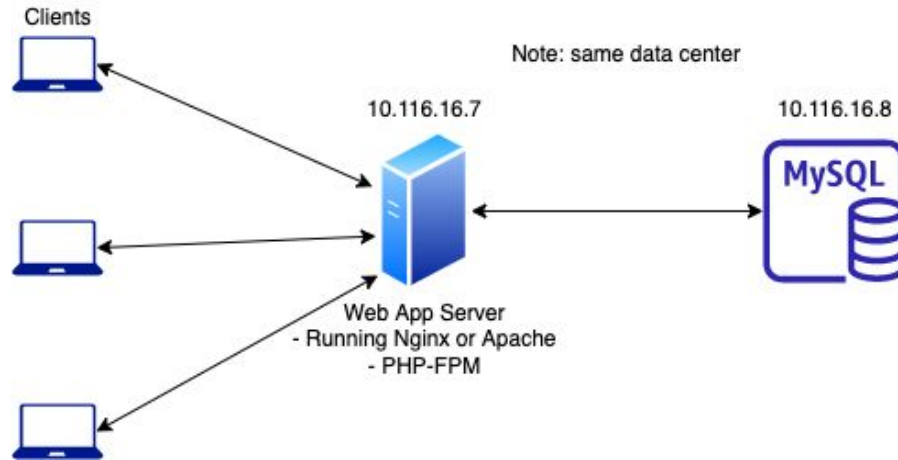 Clients
Note: same data center
10.116.16.7
10.116.16.8
MySQL
Web App Server
- Running Nginx or Apache
- PHP-FPM